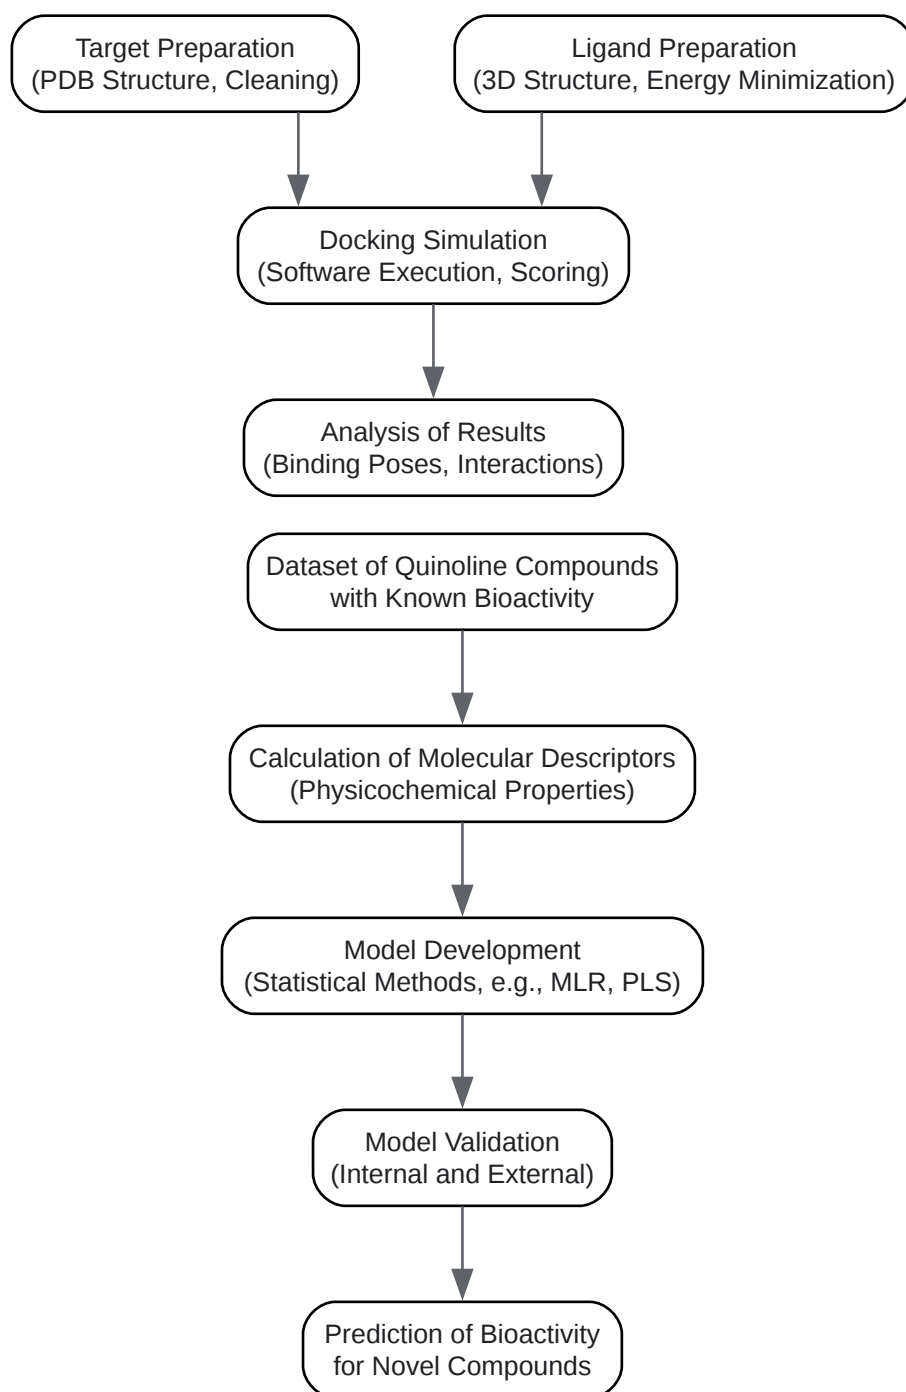 Target Preparation
(PDB Structure, Cleaning)
Ligand Preparation
(3D Structure, Energy Minimization)
Docking Simulation
(Software Execution, Scoring)
Analysis of Results
(Binding Poses, Interactions)
Dataset of Quinoline Compounds
with Known Bioactivity
Calculation of Molecular Descriptors
(Physicochemical Properties)
Model Development
(Statistical Methods, e.g., MLR, PLS)
Model Validation
(Internal and External)
Prediction of Bioactivity
for Novel Compounds